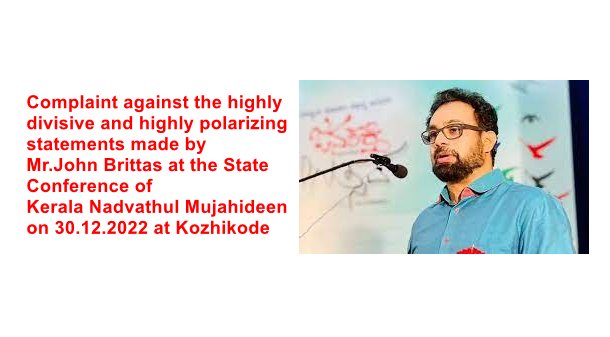 Complaint against the highly
divisive and highly polarizing
statements made by
Mr.John Brittas at the State
Conference of
Kerala Nadvathul Mujahideen
on 30.12.2022 at Kozhikode